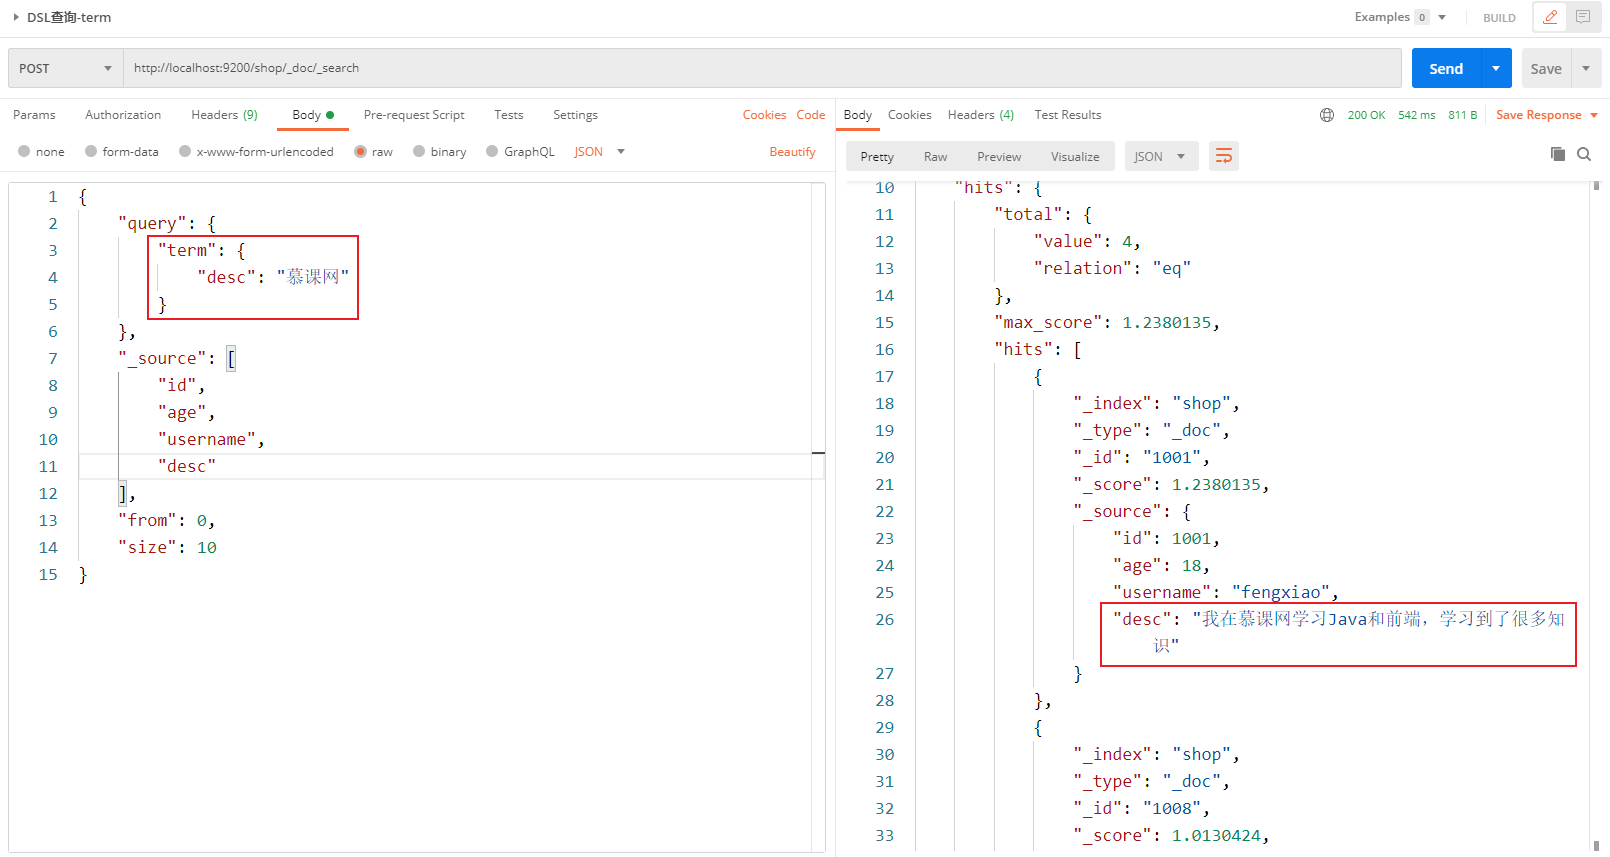 DSL查询-term
Examples 0
BUILD
POST
http://localhost:9200/shop/_doc/_search
Send
Save
Params Authorization Headers (9) Body Pre-request Script Tests Settings Cookies Code
none form-data x-www-form-urlencoded raw binary GraphQL JSON Beautify
1 {
2 "query": {
3 "term": {
4 "desc": "慕课网"
5 }
6 },
7 "_source": [
8 "id",
9 "age",
10 "username",
11 "desc"
12 ],
13 "from": 0,
14 "size": 10
15 }
Body Cookies Headers (4) Test Results 200 OK 542 ms 811 B Save Response
Pretty Raw Preview Visualize JSON
10 "hits": {
11 "total": {
12 "value": 4,
13 "relation": "eq"
14 },
15 "max_score": 1.2380135,
16 "hits": [
17 {
18 "_index": "shop",
19 "_type": "_doc",
20 "_id": "1001",
21 "_score": 1.2380135,
22 "_source": {
23 "id": 1001,
24 "age": 18,
25 "username": "fengxiao",
26 "desc": "我在慕课网学习Java和前端，学习到了很多知
识"
27 }
28 },
29 {
30 "_index": "shop",
31 "_type": "_doc",
32 "_id": "1008",
33 "_score": 1.0130424,